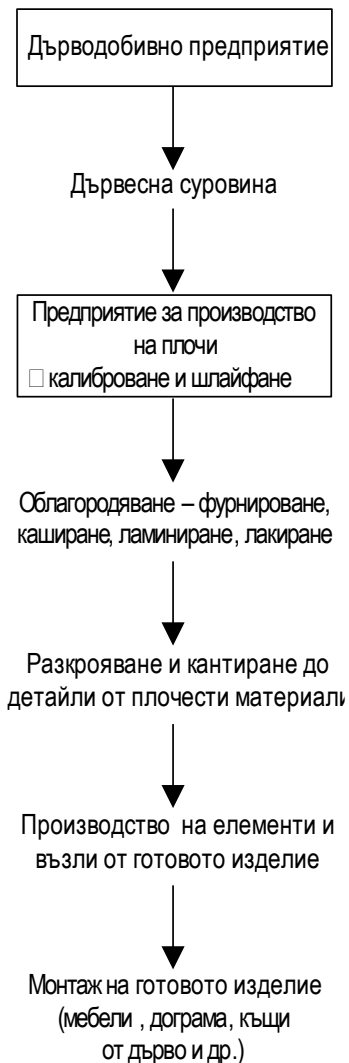 Дърводобивно предприятие
Дървесна суровина
Предприятие за производство
на плочи
□ калиброване и шлайфане
Облагородяване – фурнироване,
каширане, ламиниране, лакиране
Разкрояване и кантиране до
детайли от плочести материали
Производство на елементи и
възли от готовото изделие
Монтаж на готовото изделие
(мебели , дограма, къщи
от дърво и др.)